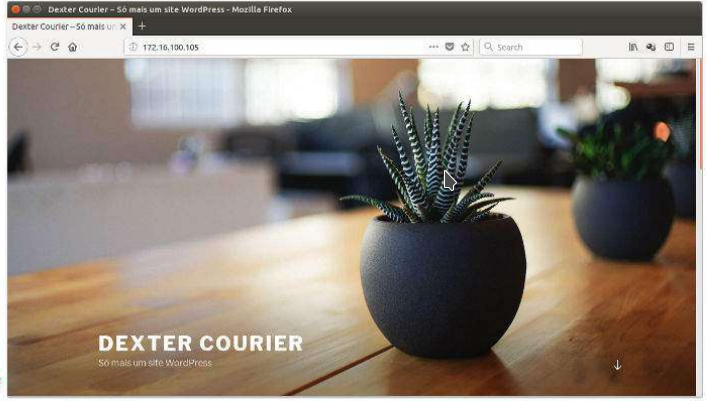 Dexter Courier – Só mais um site WordPress - Mozilla Firefox
Dexter Courier – Só mais un
172.16.100.105
Search
DEXTER COURIER
Só mais um site WordPress